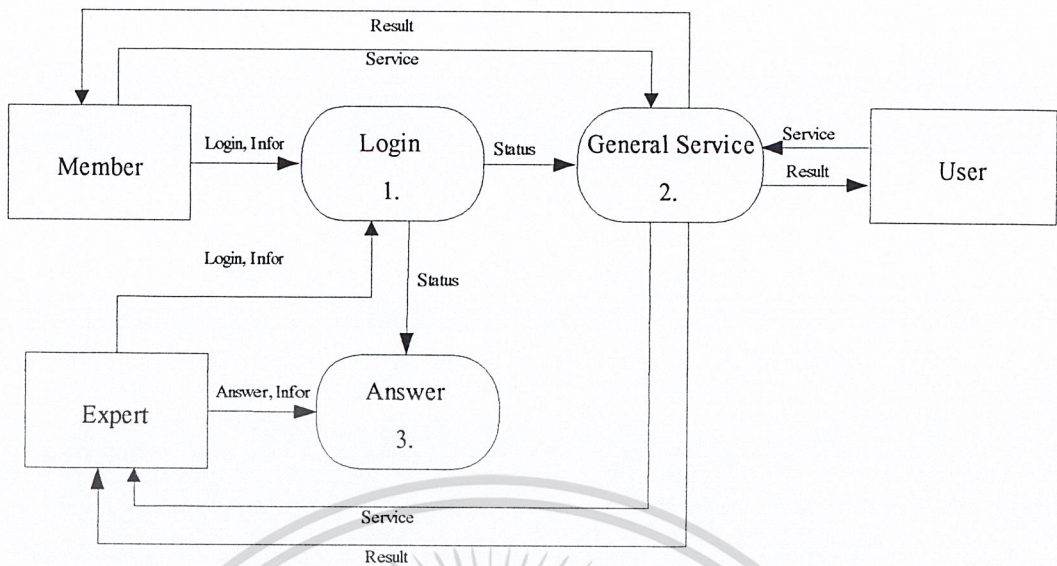 Result
Service
Member
Login, Infor
Login
1.
Status
General Service
2.
Service
Result
User
Login, Infor
Status
Expert
Answer, Infor
Answer
3.
Service
Result